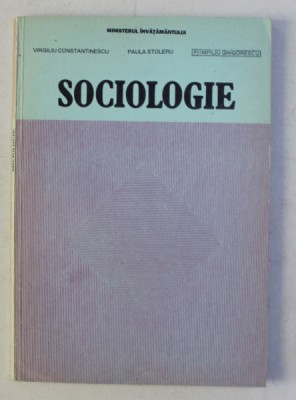 MINISTERUL ÎNVĂȚĂMÂNTULUI
VIRGILIU CONSTANTINESCU PAULA STOLERU POMPILIU GRIGORESCU
SOCIOLOGIE